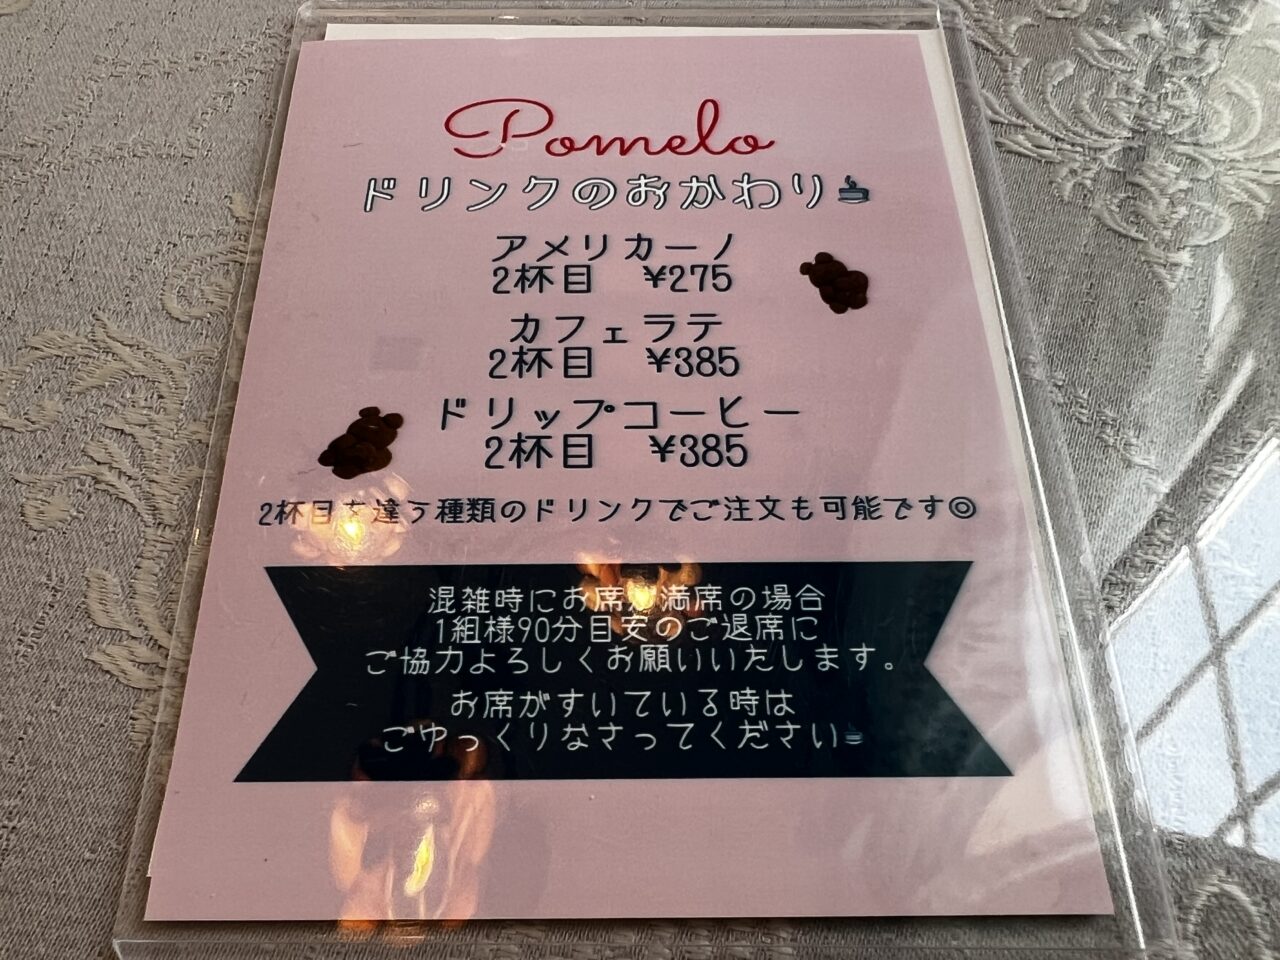 Pomelo
ドリンクのおかわり
アメリカーノ
2杯目 ¥275
カフェラテ
2杯目 ¥385
ドリップコーヒー
2杯目 ¥385
2杯目を違う種類のドリンクでご注文も可能です◎
混雑時にお席が満席の場合
1組様90分目安のご退席に
ご協力よろしくお願いいたします。
お席がすいている時は
ごゆっくりなさってください